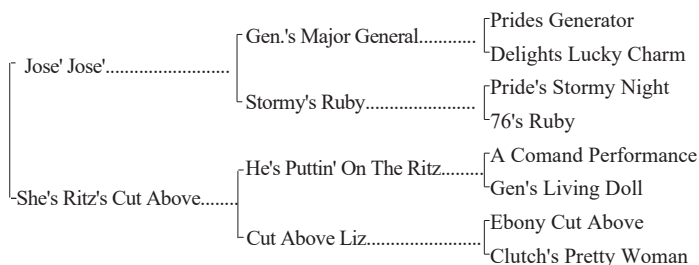 Prides Generator
Gen.'s Major General............
Delights Lucky Charm
Jose' Jose'..........................
Pride's Stormy Night
Stormy's Ruby.......................
76's Ruby
A Comand Performance
He's Puttin' On The Ritz.........
Gen's Living Doll
She's Ritz's Cut Above........
Ebony Cut Above
Cut Above Liz........................
Clutch's Pretty Woman